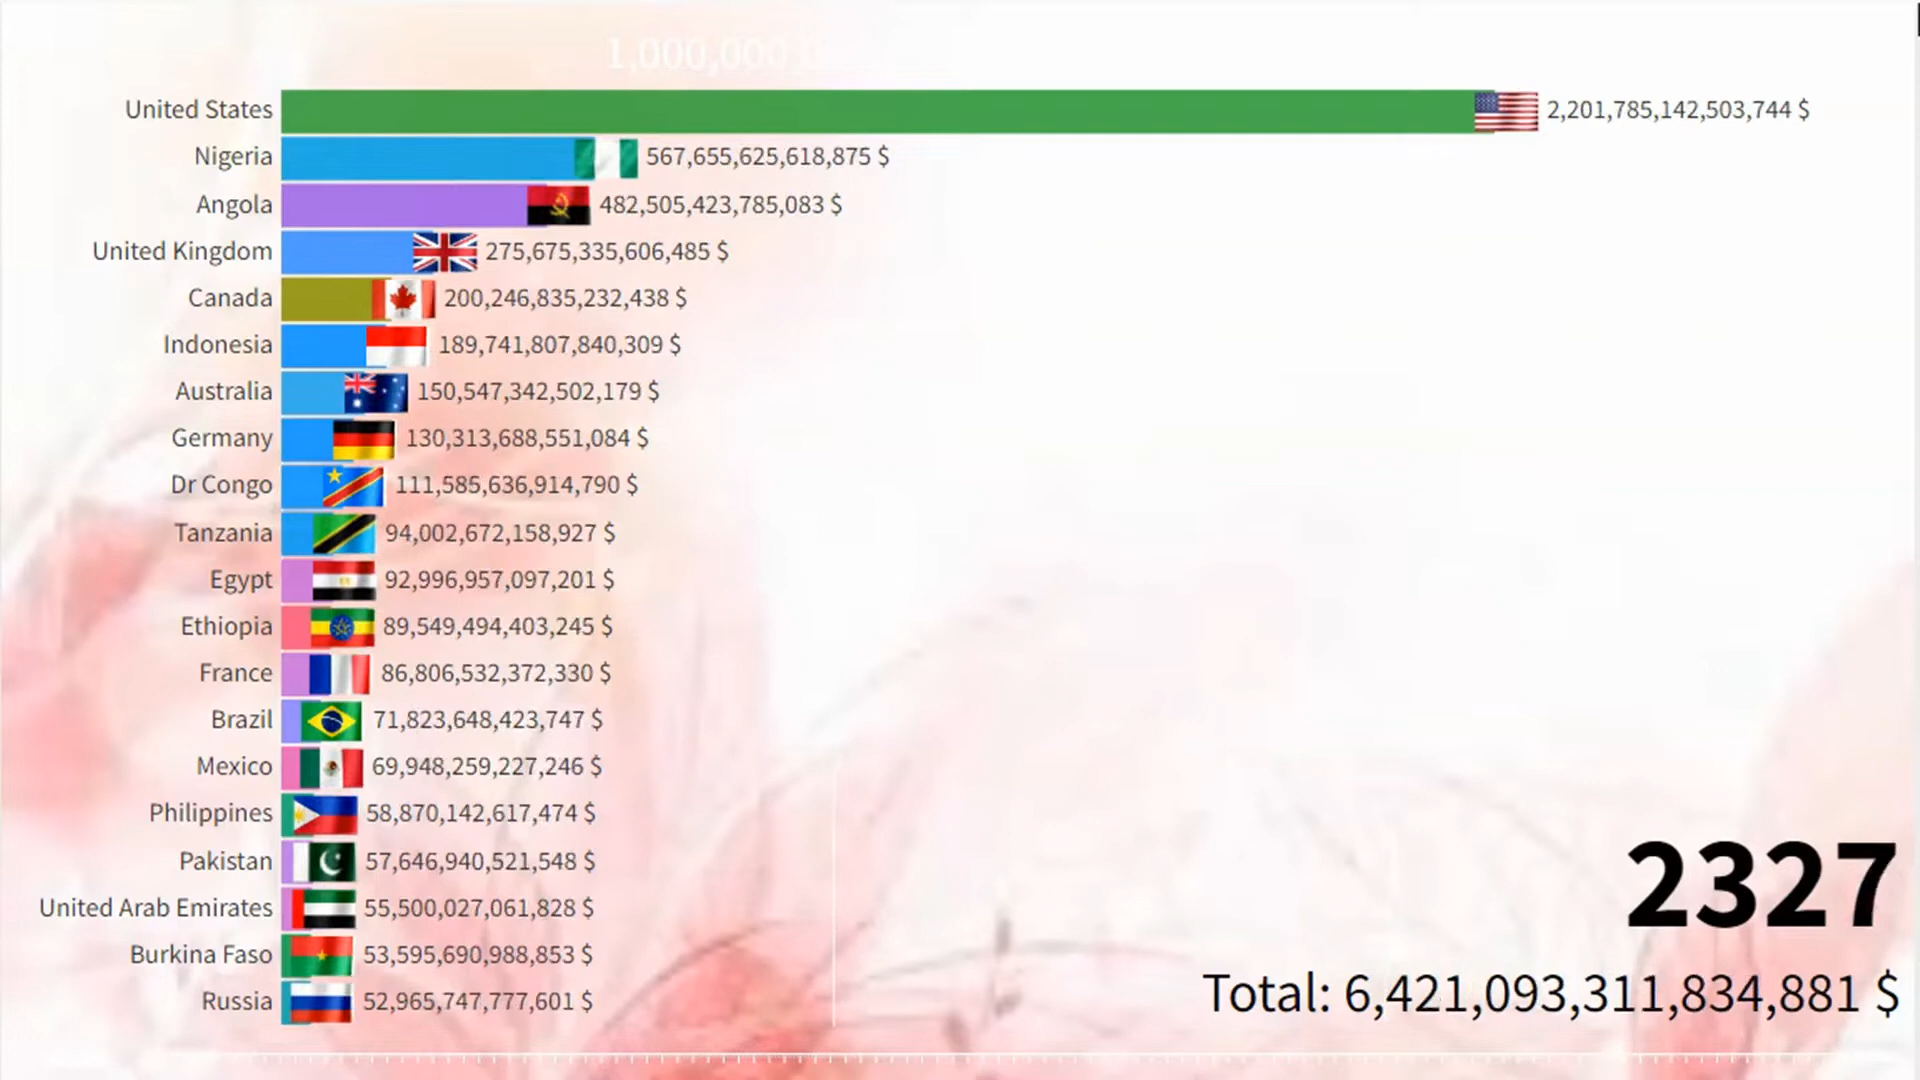 1,000,000
United States 2,201,785,142,503,744 $
Nigeria 567,655,625,618,875 $
Angola 482,505,423,785,083 $
United Kingdom 275,675,335,606,485 $
Canada 200,246,835,232,438 $
Indonesia 189,741,807,840,309 $
Australia 150,547,342,502,179 $
Germany 130,313,688,551,084 $
Dr Congo 111,585,636,914,790 $
Tanzania 94,002,672,158,927 $
Egypt 92,996,957,097,201 $
Ethiopia 89,549,494,403,245 $
France 86,806,532,372,330 $
Brazil 71,823,648,423,747 $
Mexico 69,948,259,227,246 $
Philippines 58,870,142,617,474 $
Pakistan 57,646,940,521,548 $
United Arab Emirates 55,500,027,061,828 $
Burkina Faso 53,595,690,988,853 $
Russia 52,965,747,777,601 $
2327
Total: 6,421,093,311,834,881 $